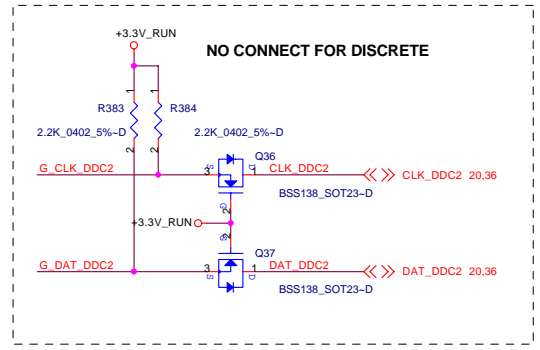 +3.3V_RUN
NO CONNECT FOR DISCRETE
1
1
R383
R384
2.2K_0402_5%~D
2.2K_0402_5%~D
2
2
Q36
G_CLK_DDC2
3
S
D
1
CLK_DDC2
CLK_DDC2 20,36
G
2
BSS138_SOT23~D
+3.3V_RUN
2
G
Q37
G_DAT_DDC2
3
S
D
1
DAT_DDC2
DAT_DDC2 20,36
BSS138_SOT23~D